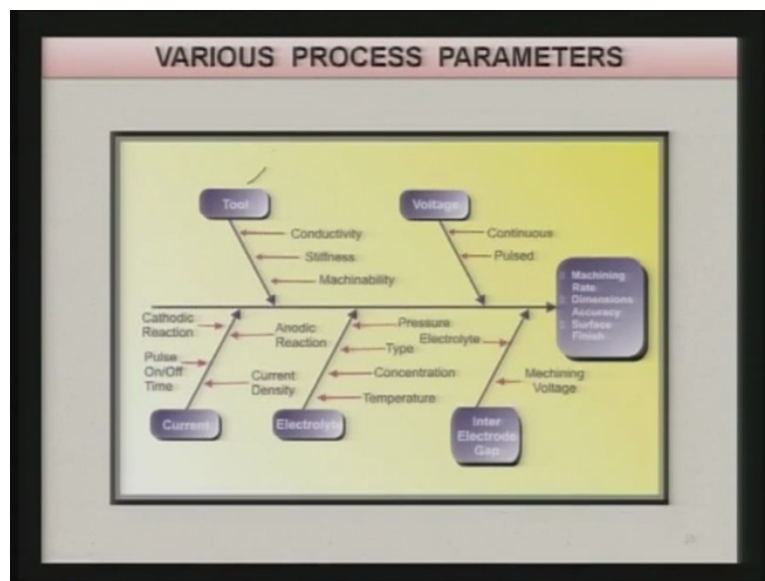 VARIOUS PROCESS PARAMETERS
Tool
Voltage
Conductivity
Stiffness
Machinability
Continuous
Pulsed
Machining
Rate
Dimensions
Accuracy
Surface
Finish
Cathodic
Reaction
Anodic
Reaction
Pulse
On/Off
Time
Current
Density
Current
Pressure
Type
Concentration
Temperature
Electrolyte
Electrolyte
Mechining
Voltage
Inter
Electrode
Gap